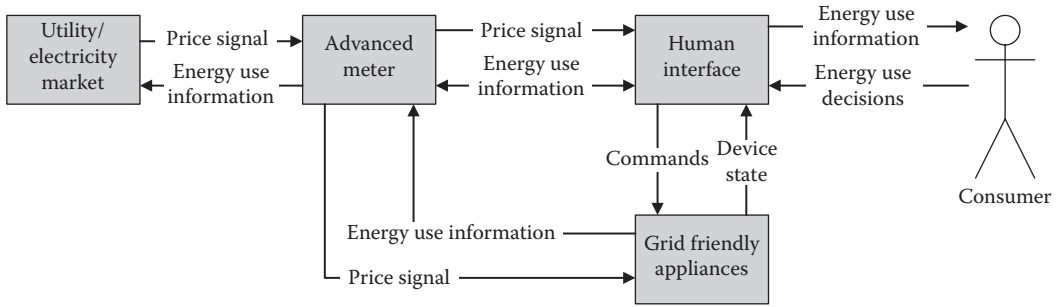 Utility/
electricity
market
Price signal
Energy use
information
Advanced
meter
Price signal
Energy use
information
Human
interface
Energy use
information
Energy use
decisions
Consumer
Commands
Device
state
Energy use information
Price signal
Grid friendly
appliances